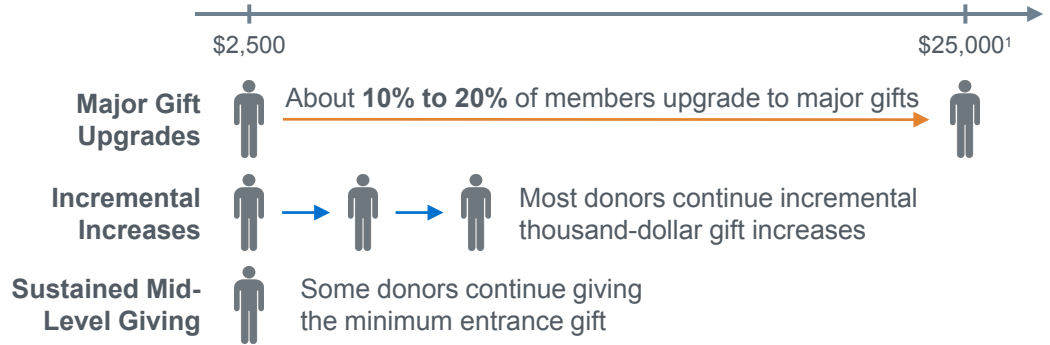 $2,500
$25,000¹
Major Gift
Upgrades
About 10% to 20% of members upgrade to major gifts
Incremental
Increases
Most donors continue incremental
thousand-dollar gift increases
Sustained Mid-
Level Giving
Some donors continue giving
the minimum entrance gift